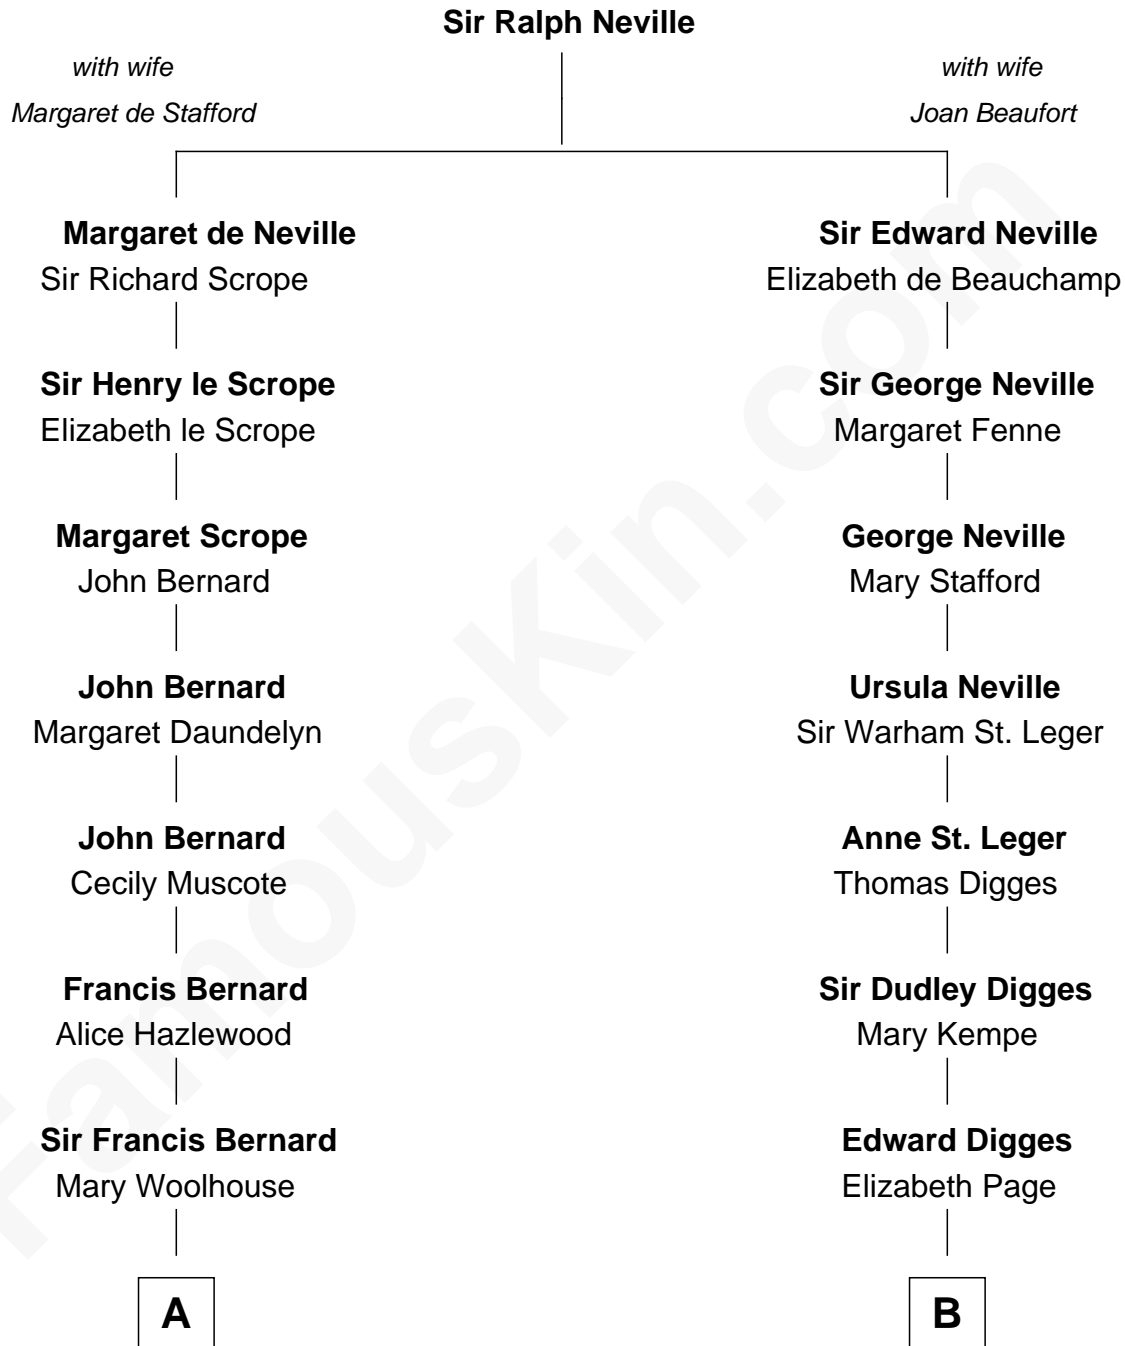 Sir Ralph Neville
with wife
Margaret de Stafford
with wife
Joan Beaufort
Margaret de Neville
Sir Richard Scrope
Sir Edward Neville
Elizabeth de Beauchamp
Sir Henry le Scrope
Elizabeth le Scrope
Sir George Neville
Margaret Fenne
Margaret Scrope
John Bernard
George Neville
Mary Stafford
John Bernard
Margaret Daundelyn
Ursula Neville
Sir Warham St. Leger
John Bernard
Cecily Muscote
Anne St. Leger
Thomas Digges
Francis Bernard
Alice Hazlewood
Sir Dudley Digges
Mary Kempe
Sir Francis Bernard
Mary Woolhouse
Edward Digges
Elizabeth Page
A
B
FamousKin.com